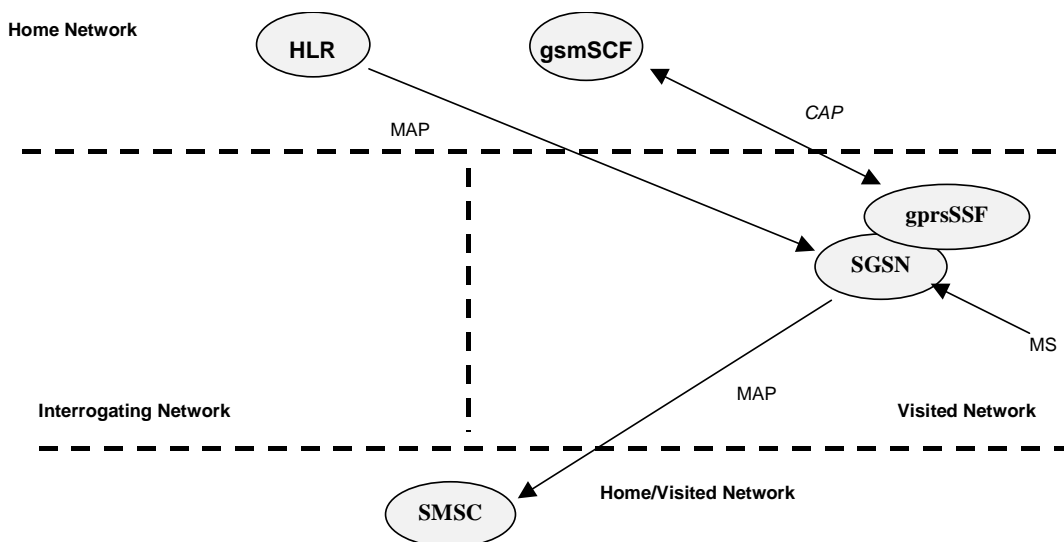 Home Network
HLR
gsmSCF
CAP
MAP
gprsSSF
SGSN
MS
MAP
Interrogating Network
Visited Network
Home/Visited Network
SMSC